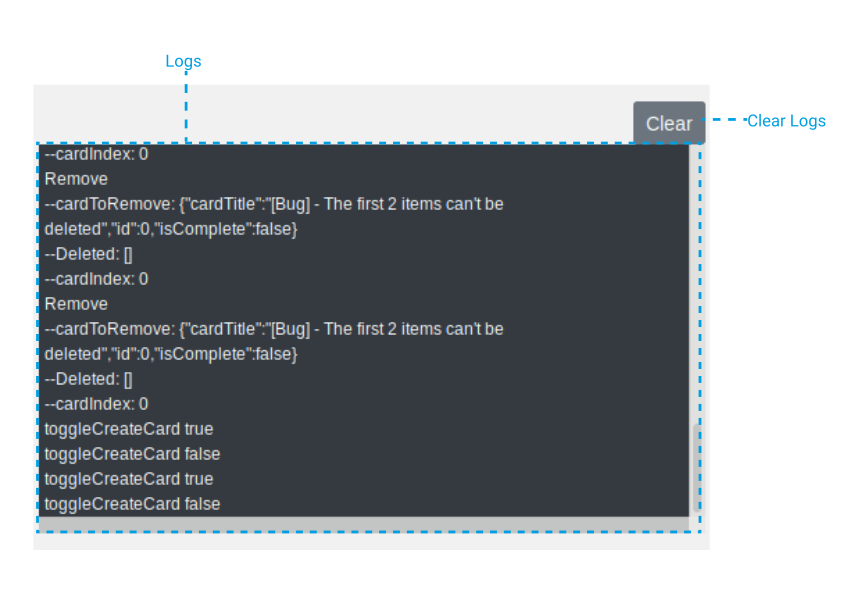 Logs
Clear
Clear Logs
--cardIndex: 0
Remove
--cardToRemove: {"cardTitle":"[Bug] - The first 2 items can't be
deleted","id":0,"isComplete":false}
--Deleted: []
--cardIndex: 0
Remove
--cardToRemove: {"cardTitle":"[Bug] - The first 2 items can't be
deleted","id":0,"isComplete":false}
--Deleted: []
--cardIndex: 0
toggleCreateCard true
toggleCreateCard false
toggleCreateCard true
toggleCreateCard false